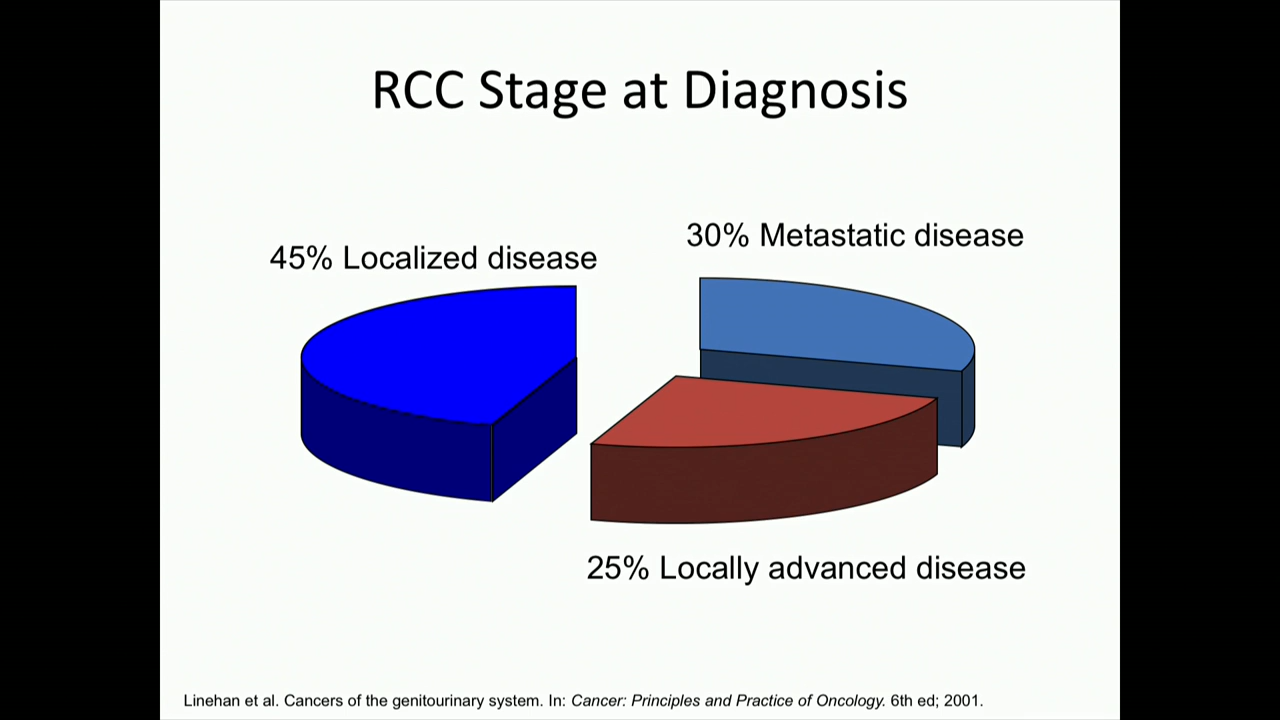 RCC Stage at Diagnosis
45% Localized disease
30% Metastatic disease
25% Locally advanced disease
Linehan et al. Cancers of the genitourinary system. In: Cancer: Principles and Practice of Oncology. 6th ed; 2001.